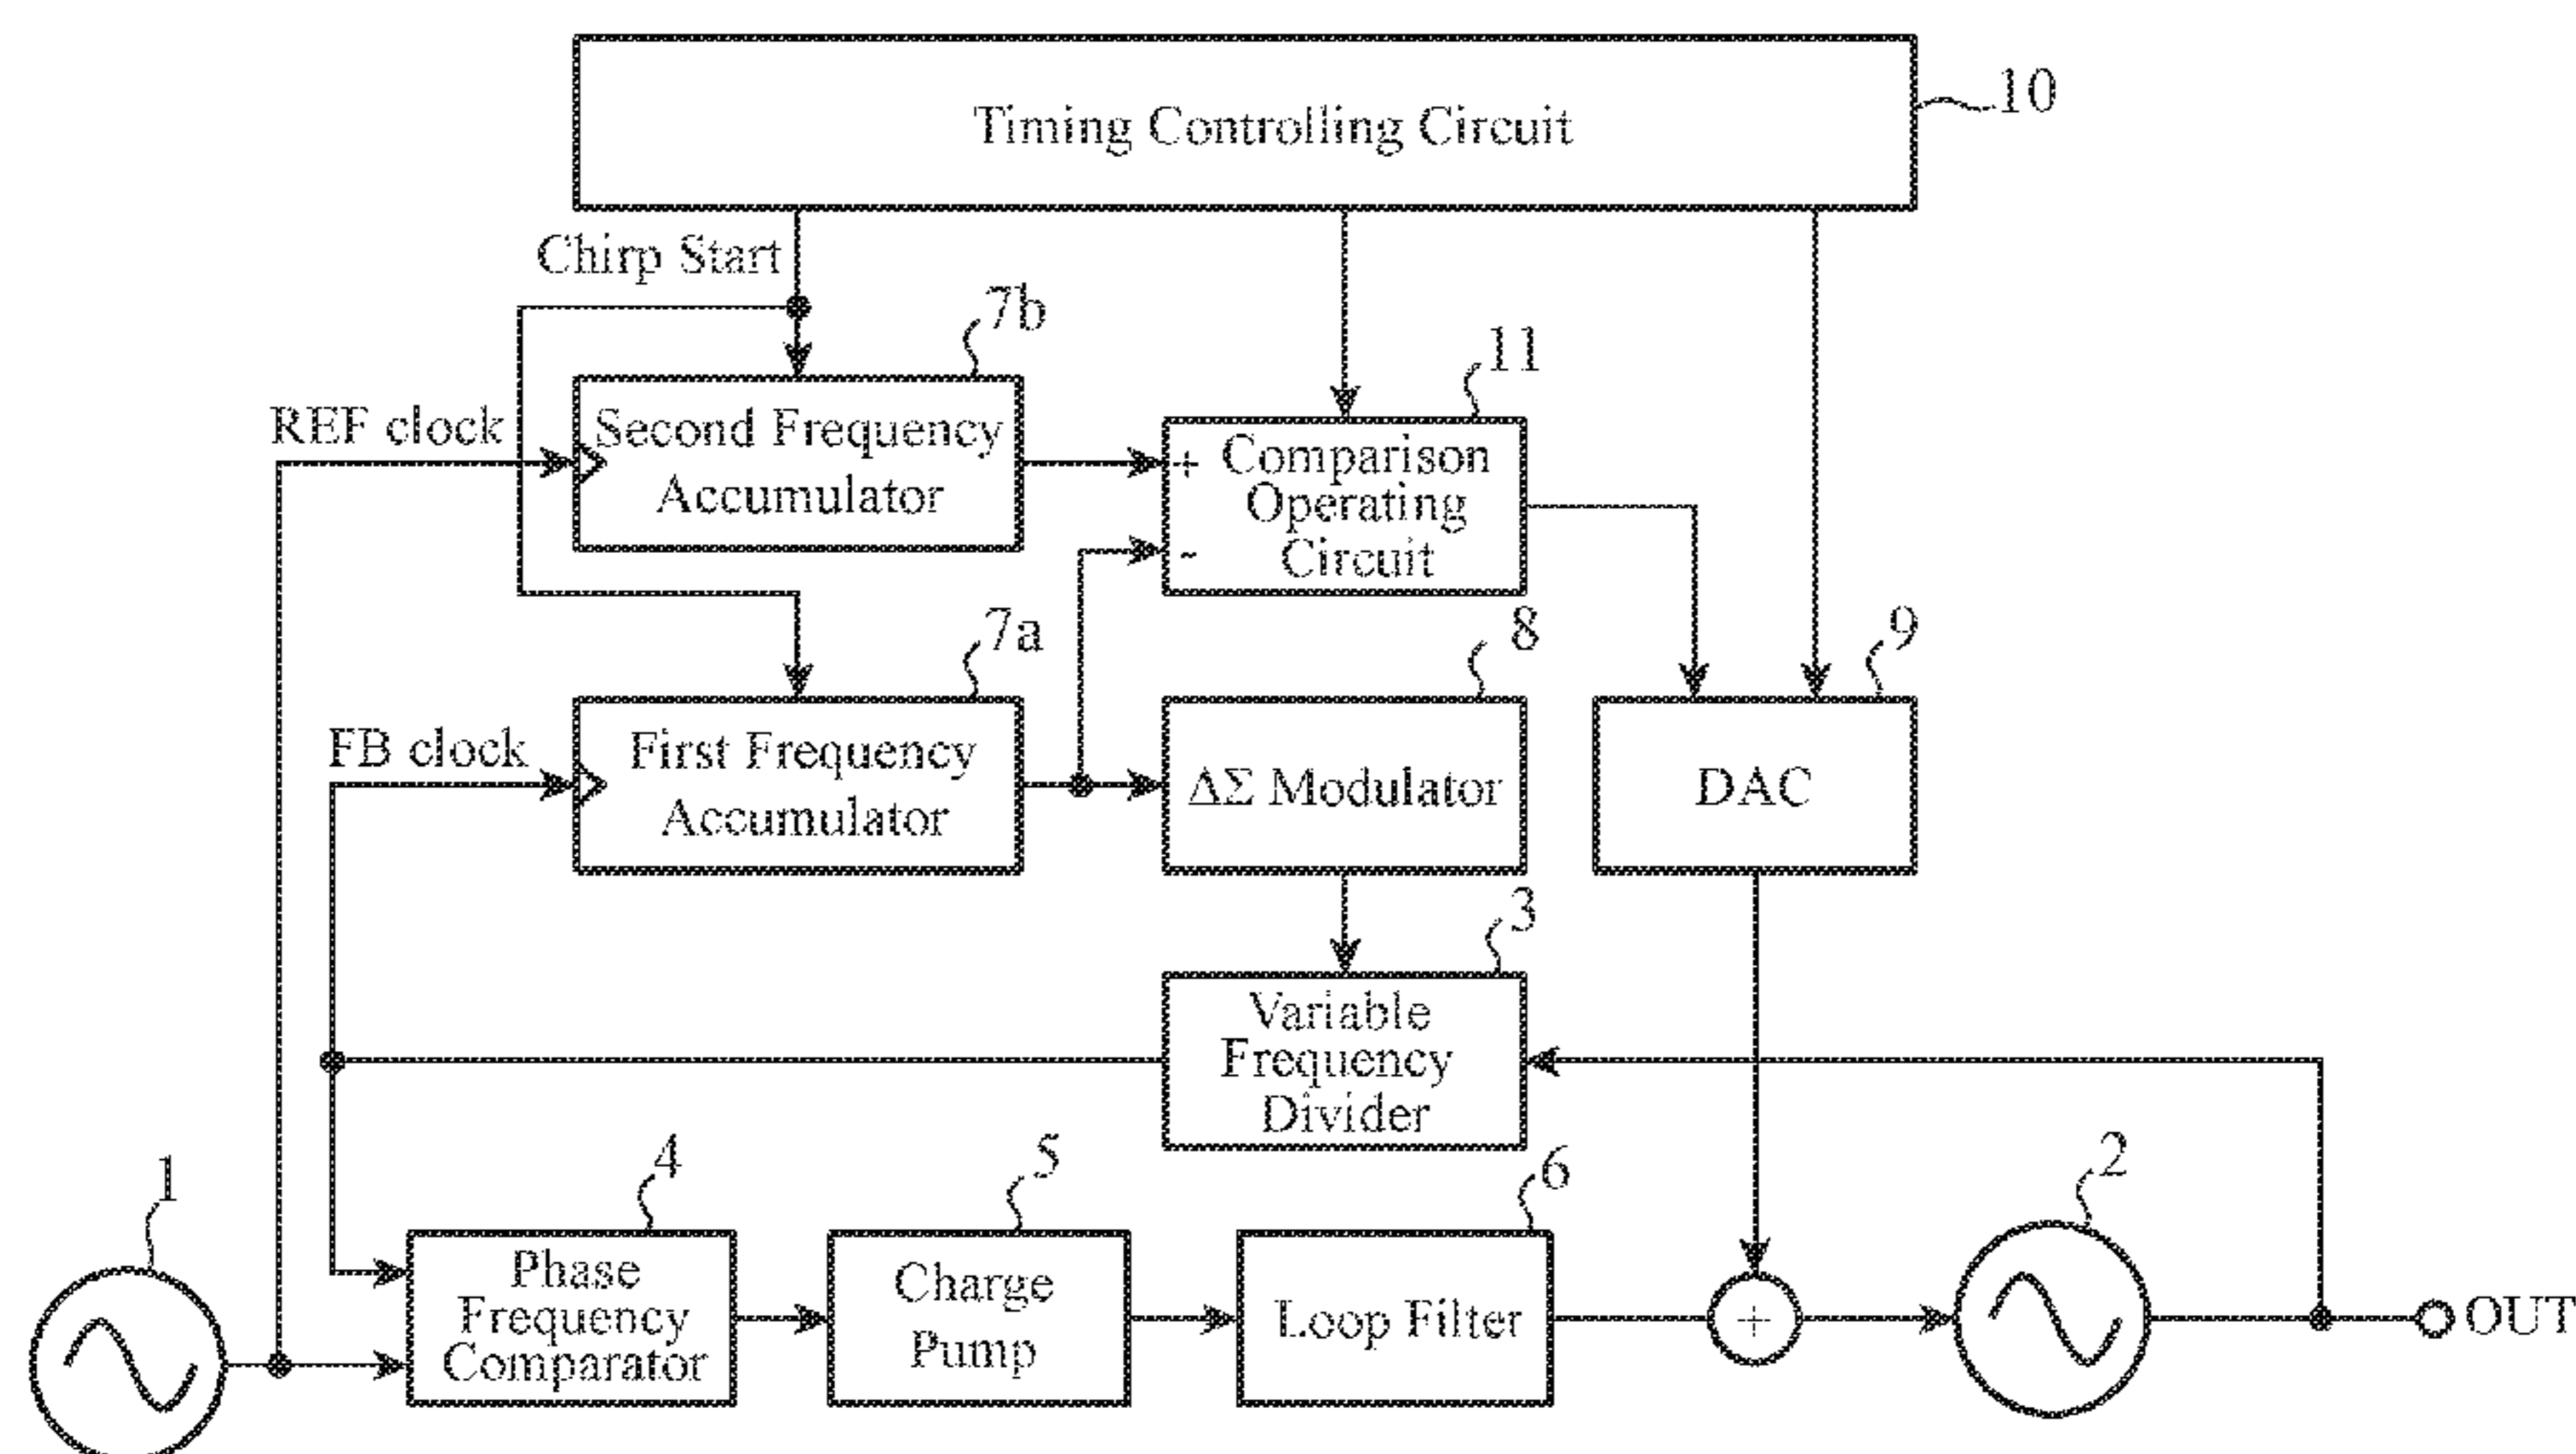 Timing Controlling Circuit
10
Chirp Start
7b
11
REF clock
Second Frequency
Accumulator
+
Comparison
Operating
Circuit
-
7a
8
9
FB clock
First Frequency
Accumulator
ΔΣ Modulator
DAC
3
Variable
Frequency
Divider
1
4
5
6
2
Phase
Frequency
Comparator
Charge
Pump
Loop Filter
+
OUT